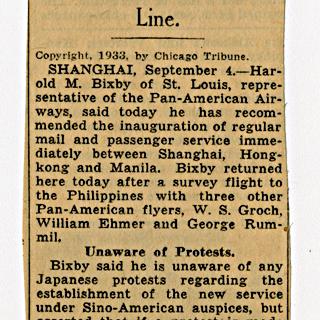 Line.
Copyright, 1933, by Chicago Tribune.
SHANGHAI, September 4.—Har-
old M. Bixby of St. Louis, repre-
sentative of the Pan-American Air-
ways, said today he has recom-
mended the inauguration of regular
mail and passenger service imme-
diately between Shanghai, Hong-
kong and Manila. Bixby returned
here today after a survey flight to
the Philippines with three other
Pan-American flyers, W. S. Groch,
William Ehmer and George Rum-
mil.
Unaware of Protests.
Bixby said he is unaware of any
Japanese protests regarding the
establishment of the new service
under Sino-American auspices, but